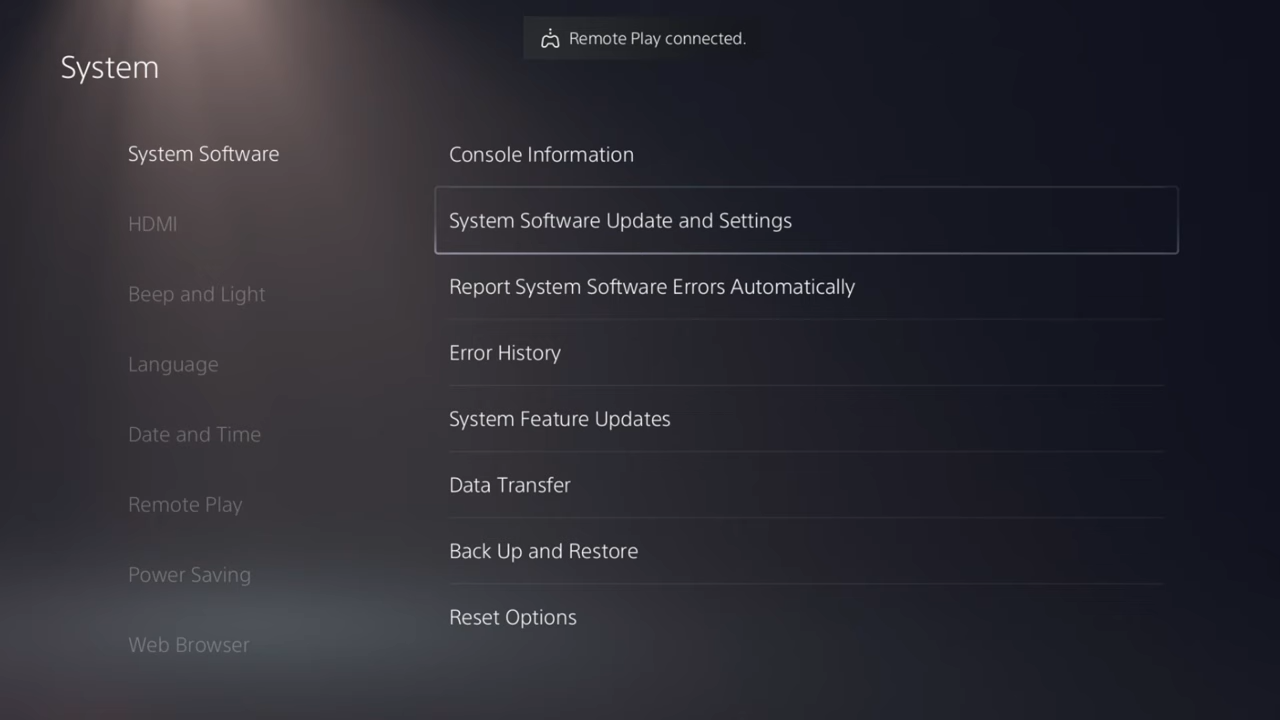 Remote Play connected.
System
System Software
HDMI
Beep and Light
Language
Date and Time
Remote Play
Power Saving
Web Browser
Console Information
System Software Update and Settings
Report System Software Errors Automatically
Error History
System Feature Updates
Data Transfer
Back Up and Restore
Reset Options